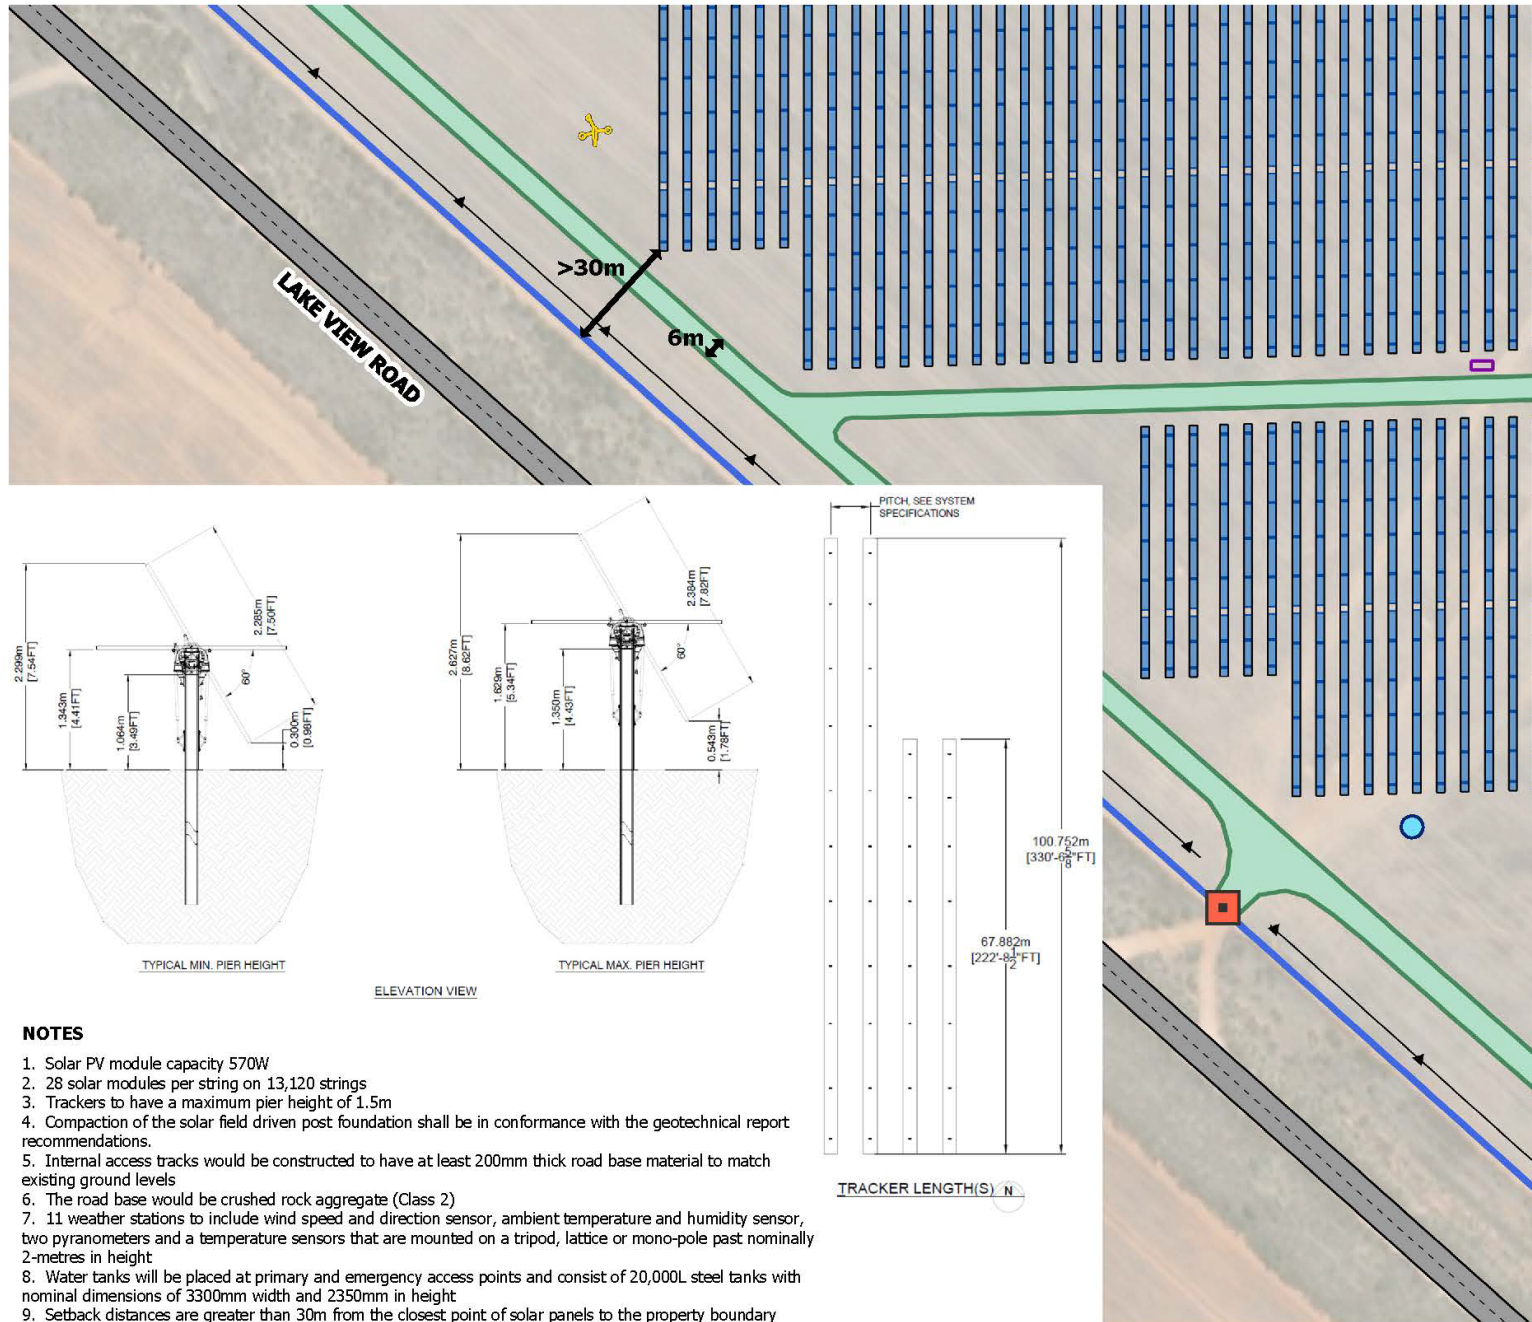 >30m
6m
LAKE VIEW ROAD
PITCH, SEE SYSTEM
SPECIFICATIONS
2.299m
[7.54FT]
1.343m
[4.41FT]
1.064m
[3.49FT]
2.285m
[7.50FT]
60°
0.300m
[0.98FT]
TYPICAL MIN. PIER HEIGHT
2.627m
[8.62FT]
1.629m
[5.34FT]
1.350m
[4.43FT]
2.384m
[7.82FT]
60°
0.543m
[1.78FT]
TYPICAL MAX. PIER HEIGHT
ELEVATION VIEW
100.752m
[330'-6 5/8"FT]
67.882m
[222'-8 1/2"FT]
TRACKER LENGTH(S)
N
NOTES
1. Solar PV module capacity 570W
2. 28 solar modules per string on 13,120 strings
3. Trackers to have a maximum pier height of 1.5m
4. Compaction of the solar field driven post foundation shall be in conformance with the geotechnical report
recommendations.
5. Internal access tracks would be constructed to have at least 200mm thick road base material to match
existing ground levels
6. The road base would be crushed rock aggregate (Class 2)
7. 11 weather stations to include wind speed and direction sensor, ambient temperature and humidity sensor,
two pyranometers and a temperature sensors that are mounted on a tripod, lattice or mono-pole past nominally
2-metres in height
8. Water tanks will be placed at primary and emergency access points and consist of 20,000L steel tanks with
nominal dimensions of 3300mm width and 2350mm in height
9. Setback distances are greater than 30m from the closest point of solar panels to the property boundary